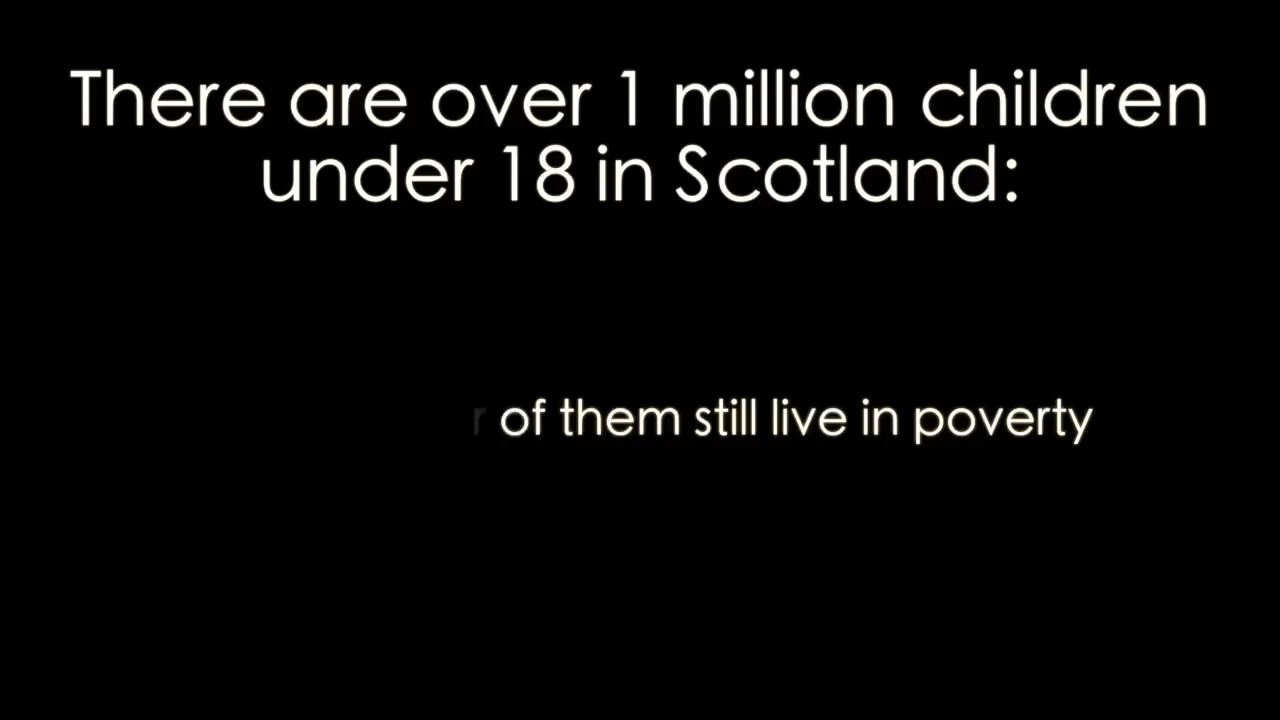 There are over 1 million children
under 18 in Scotland:
of them still live in poverty